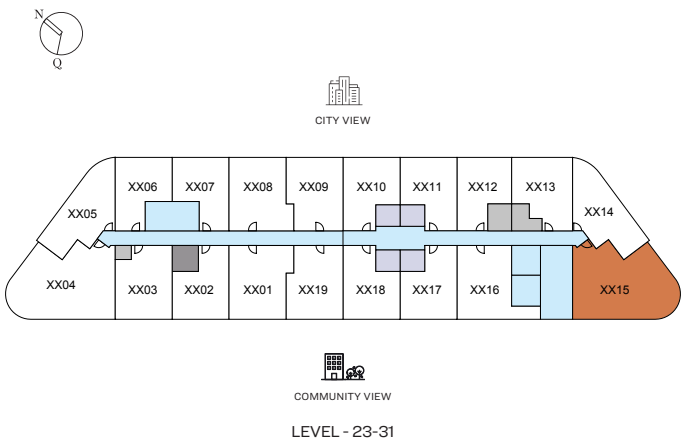 N
Q
CITY VIEW
XX06 XX07 XX08 XX09 XX10 XX11 XX12 XX13
XX05 XX14
XX04 XX03 XX02 XX01 XX19 XX18 XX17 XX16 XX15
COMMUNITY VIEW
LEVEL - 23-31